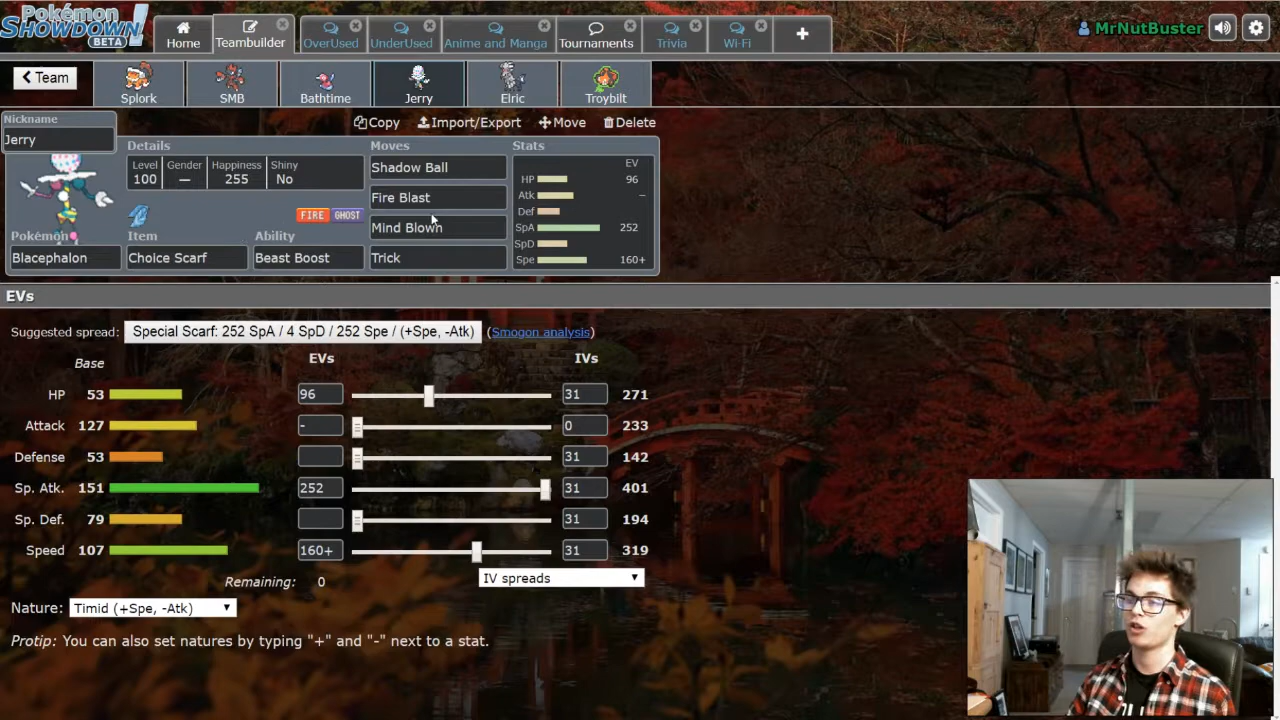 Pokémon
SHOWDOWN!
BETA
Home
Teambuilder
OverUsed
UnderUsed
Anime and Manga
Tournaments
Trivia
Wi-Fi
+
MrNutBuster
Team
Splork
SMB
Bathtime
Jerry
Elric
Troybilt
Copy
Import/Export
Move
Delete
Nickname
Jerry
Details
Level Gender Happiness Shiny
100 — 255 No
FIRE GHOST
Pokémon Item Ability
Blacephalon Choice Scarf Beast Boost
Moves
Shadow Ball
Fire Blast
Mind Blown
Trick
Stats
EV
HP 96
Atk –
Def
SpA 252
SpD
Spe 160+
EVs
Suggested spread: Special Scarf: 252 SpA / 4 SpD / 252 Spe / (+Spe, -Atk) (Smogon analysis)
Base EVs IVs
HP 53 96 31 271
Attack 127 - 0 233
Defense 53 31 142
Sp. Atk. 151 252 31 401
Sp. Def. 79 31 194
Speed 107 160+ 31 319
Remaining: 0 IV spreads
Nature: Timid (+Spe, -Atk)
Protip: You can also set natures by typing "+" and "-" next to a stat.